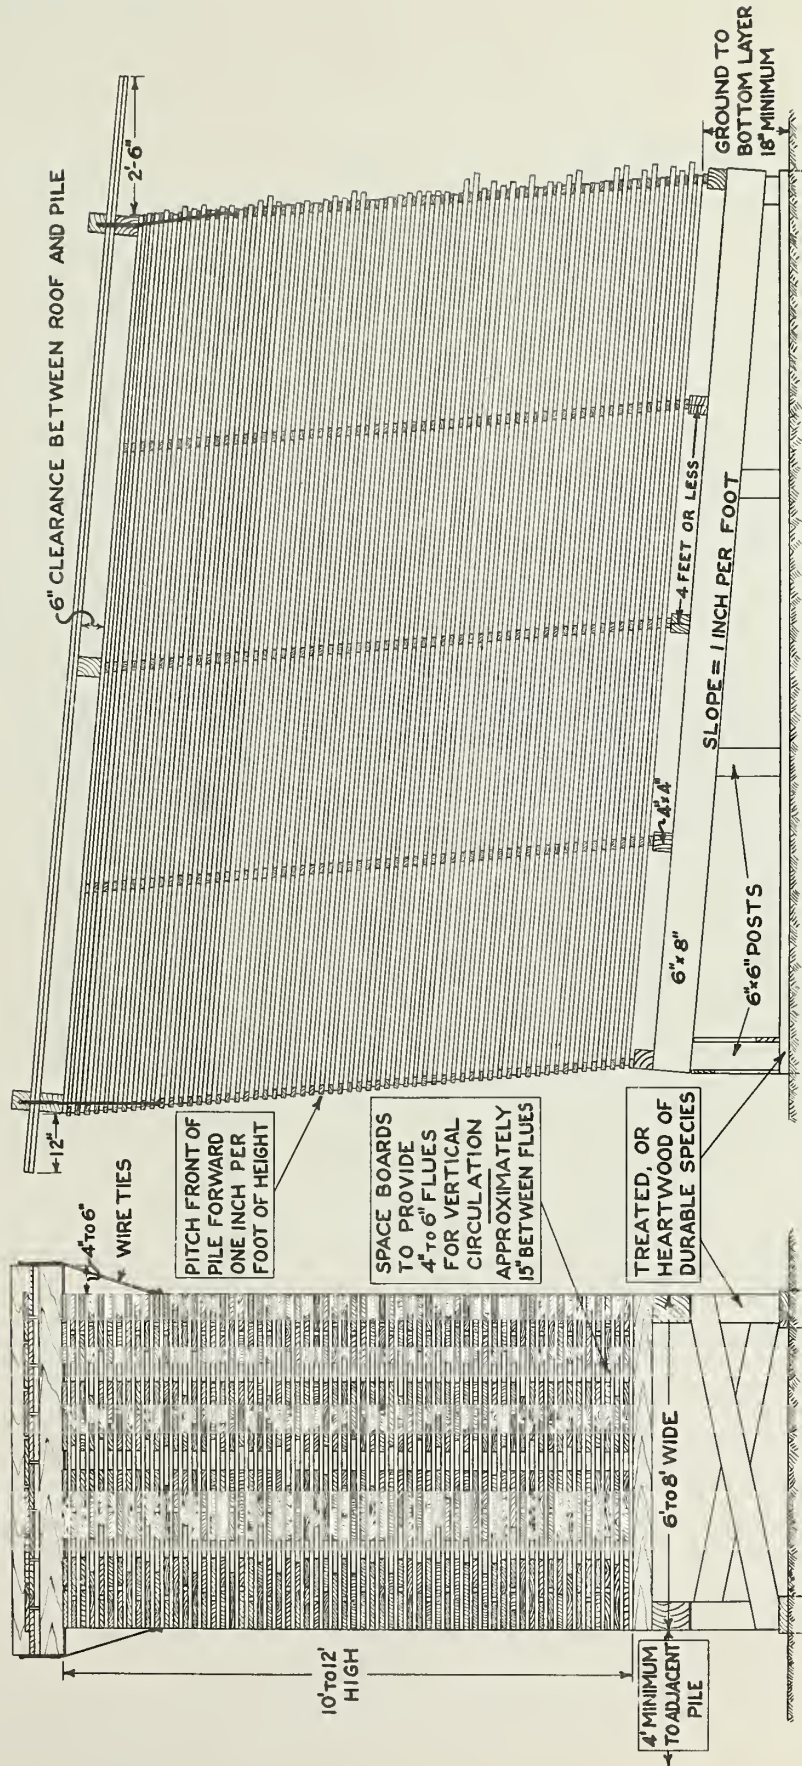 10' TO 12'
HIGH
4' MINIMUM
TO ADJACENT
PILE
6' TO 8' WIDE
4" TO 6"
WIRE TIES
12"
PITCH FRONT OF
PILE FORWARD
ONE INCH PER
FOOT OF HEIGHT
SPACE BOARDS
TO PROVIDE
4" TO 6" FLUES
FOR VERTICAL
CIRCULATION
APPROXIMATELY
15" BETWEEN FLUES
TREATED, OR
HEARTWOOD OF
DURABLE SPECIES
6" CLEARANCE BETWEEN ROOF AND PILE
2'-6"
6" x 8"
4" x 4"
4 FEET OR LESS
SLOPE = 1 INCH PER FOOT
6" x 6" POSTS
GROUND TO
BOTTOM LAYER
18" MINIMUM